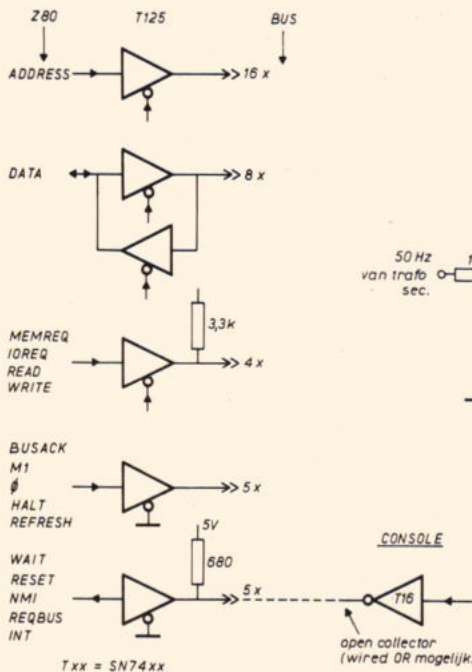 Z80 T125 BUS
ADDRESS 16 x
DATA 8 x
50 Hz
van trafo
sec.
3,3k
MEMREQ
IOREQ
READ
WRITE
4 x
BUSACK
M1
ϕ
HALT
REFRESH
5 x
5V
680
WAIT
RESET
NMI
REQBUS
INT
5 x
CONSOLE
T16
open collector
(wired OR mogelijk
Txx = SN74xx